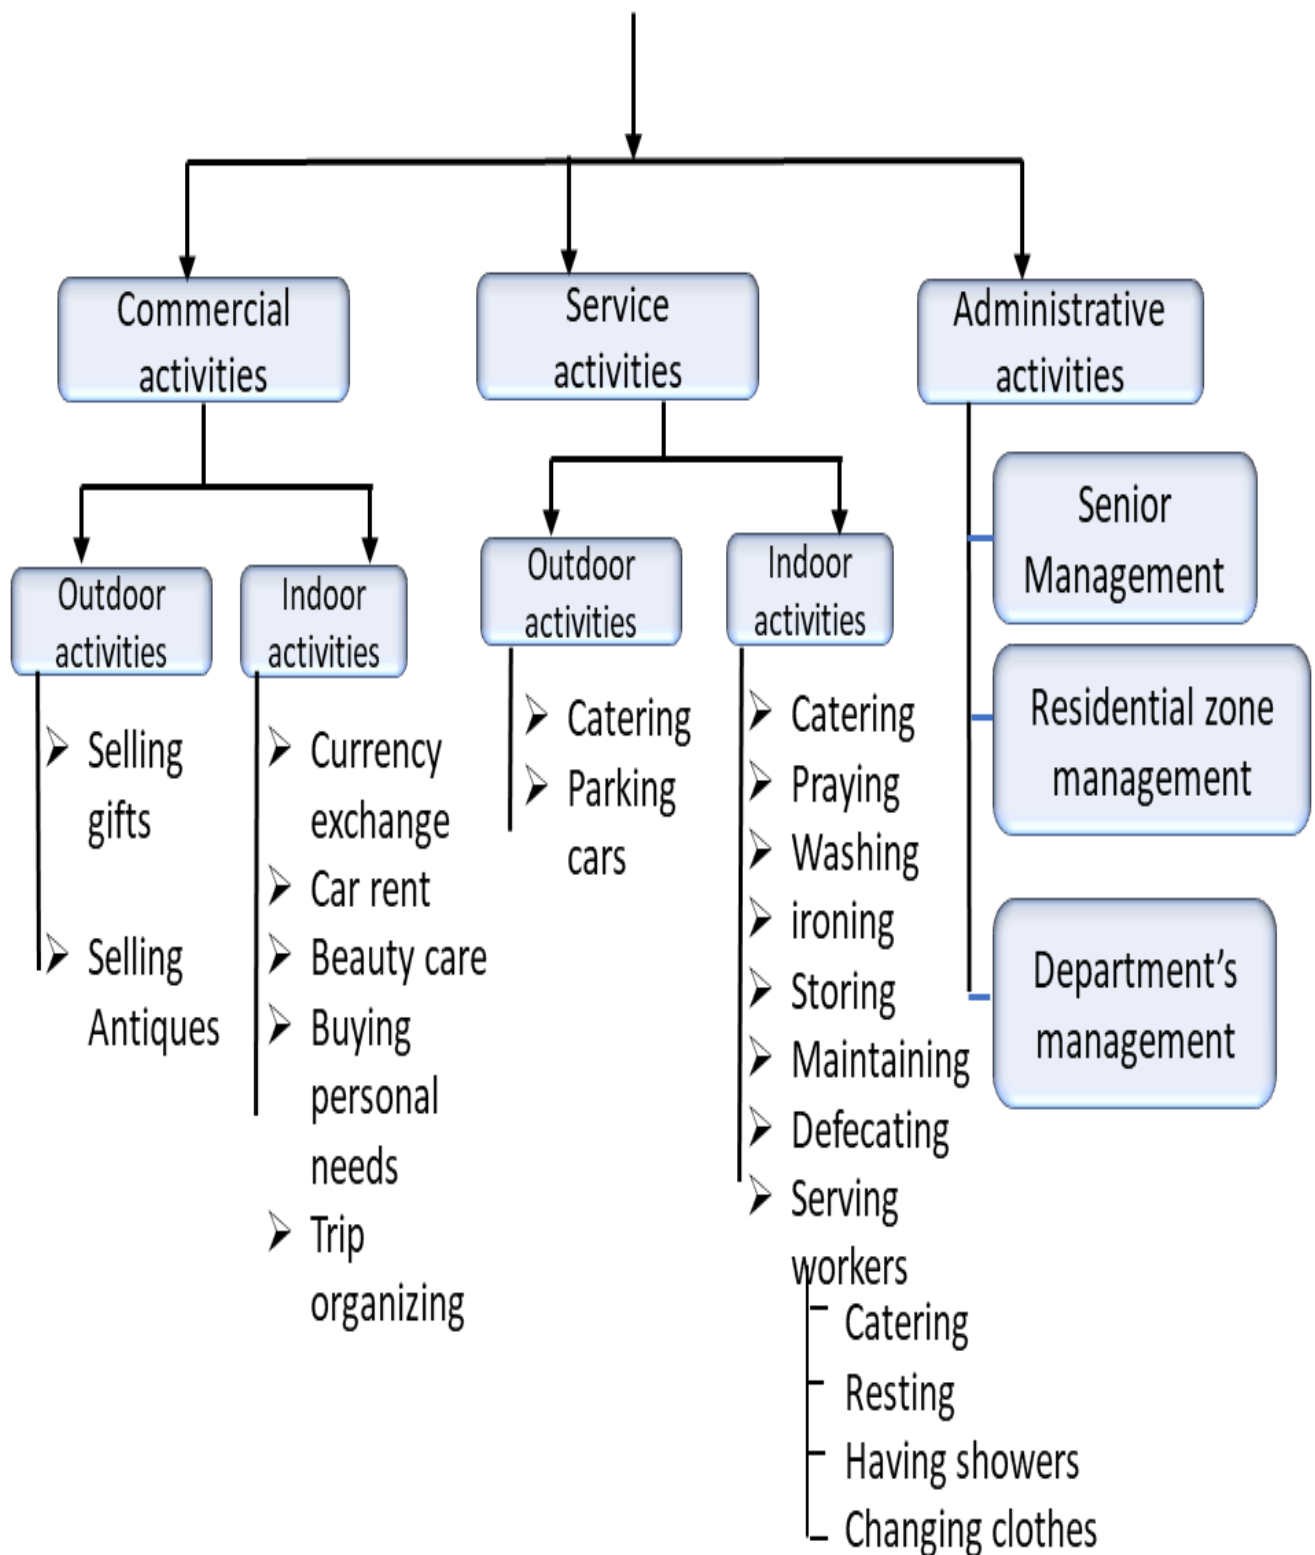 Commercial
activities
Outdoor
activities
Selling
gifts
Selling
Antiques
Indoor
activities
Currency
exchange
Car rent
Beauty care
Buying
personal
needs
Trip
organizing
Service
activities
Outdoor
activities
Catering
Parking
cars
Indoor
activities
Catering
Praying
Washing
ironing
Storing
Maintaining
Defecating
Serving
workers
Catering
Resting
Having showers
Changing clothes
Administrative
activities
Senior
Management
Residential zone
management
Department’s
management